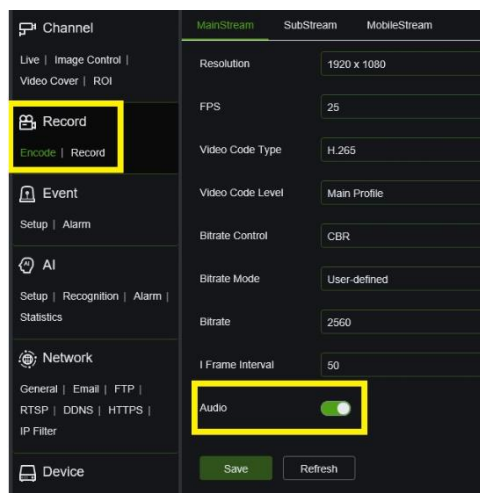 Channel
Live | Image Control |
Video Cover | ROI
Record
Encode | Record
Event
Setup | Alarm
AI
AI
Setup | Recognition | Alarm |
Statistics
Network
General | Email | FTP |
RTSP | DDNS | HTTPS |
IP Filter
Device
MainStream SubStream MobileStream
Resolution 1920 x 1080
FPS 25
Video Code Type H.265
Video Code Level Main Profile
Bitrate Control CBR
Bitrate Mode User-defined
Bitrate 2560
I Frame Interval 50
Audio
Save Refresh